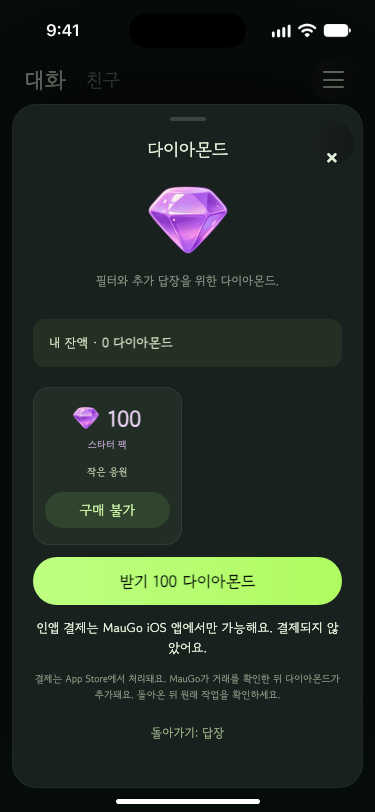 9:41
대화 친구
다이아몬드
×
필터와 추가 답장을 위한 다이아몬드.
내 잔액 · 0 다이아몬드
100
스타터 팩
작은 응원
구매 불가
받기 100 다이아몬드
인앱 결제는 MauGo iOS 앱에서만 가능해요. 결제되지 않
았어요.
결제는 App Store에서 처리돼요. MauGo가 거래를 확인한 뒤 다이아몬드가
추가돼요. 돌아온 뒤 원래 작업을 확인하세요.
돌아가기: 답장